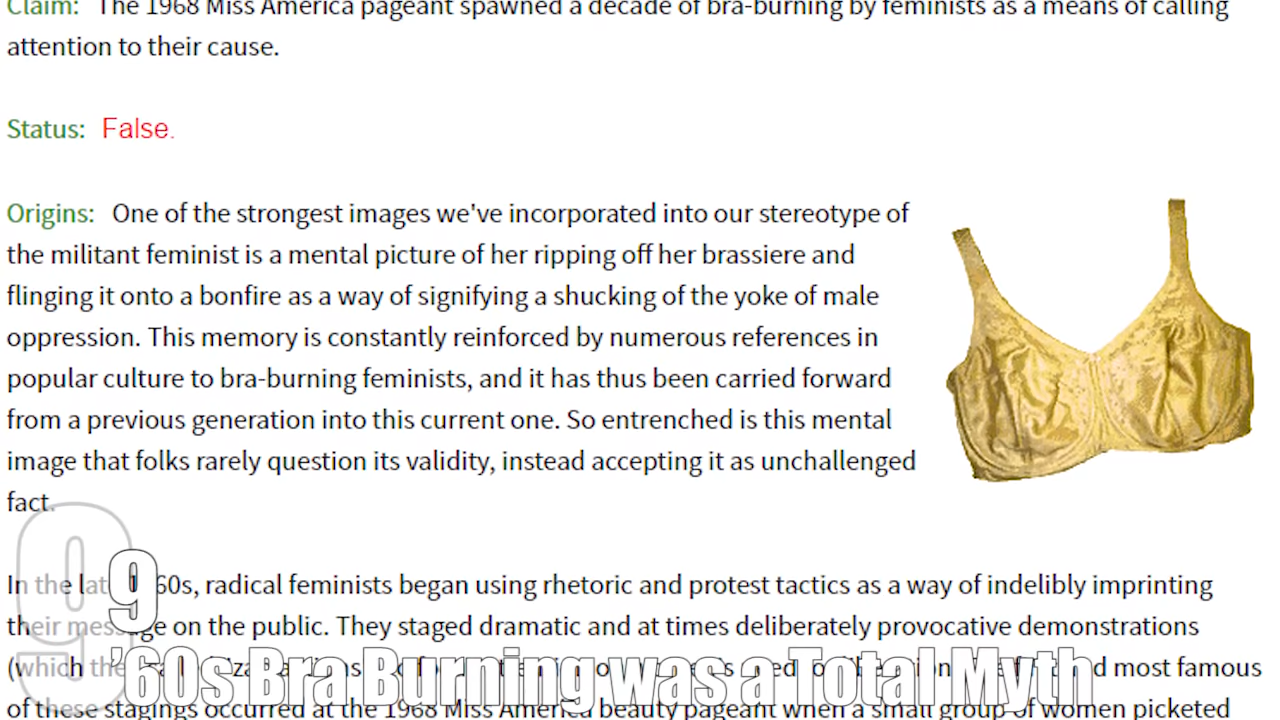 Claim: The 1968 Miss America pageant spawned a decade of bra-burning by feminists as a means of calling
attention to their cause.
Status: False.
Origins: One of the strongest images we've incorporated into our stereotype of
the militant feminist is a mental picture of her ripping off her brassiere and
flinging it onto a bonfire as a way of signifying a shucking of the yoke of male
oppression. This memory is constantly reinforced by numerous references in
popular culture to bra-burning feminists, and it has thus been carried forward
from a previous generation into this current one. So entrenched is this mental
image that folks rarely question its validity, instead accepting it as unchallenged
fact.
9
9
In the 60s, radical feminists began using rhetoric and protest tactics as a way of indelibly imprinting
their on the public. They staged dramatic and at times deliberately provocative demonstrations
(which d most famous
'60s Bra Burning was a Total Myth
of these stagings occurred at the 1968 Miss America beauty pageant when a small group of women picketed